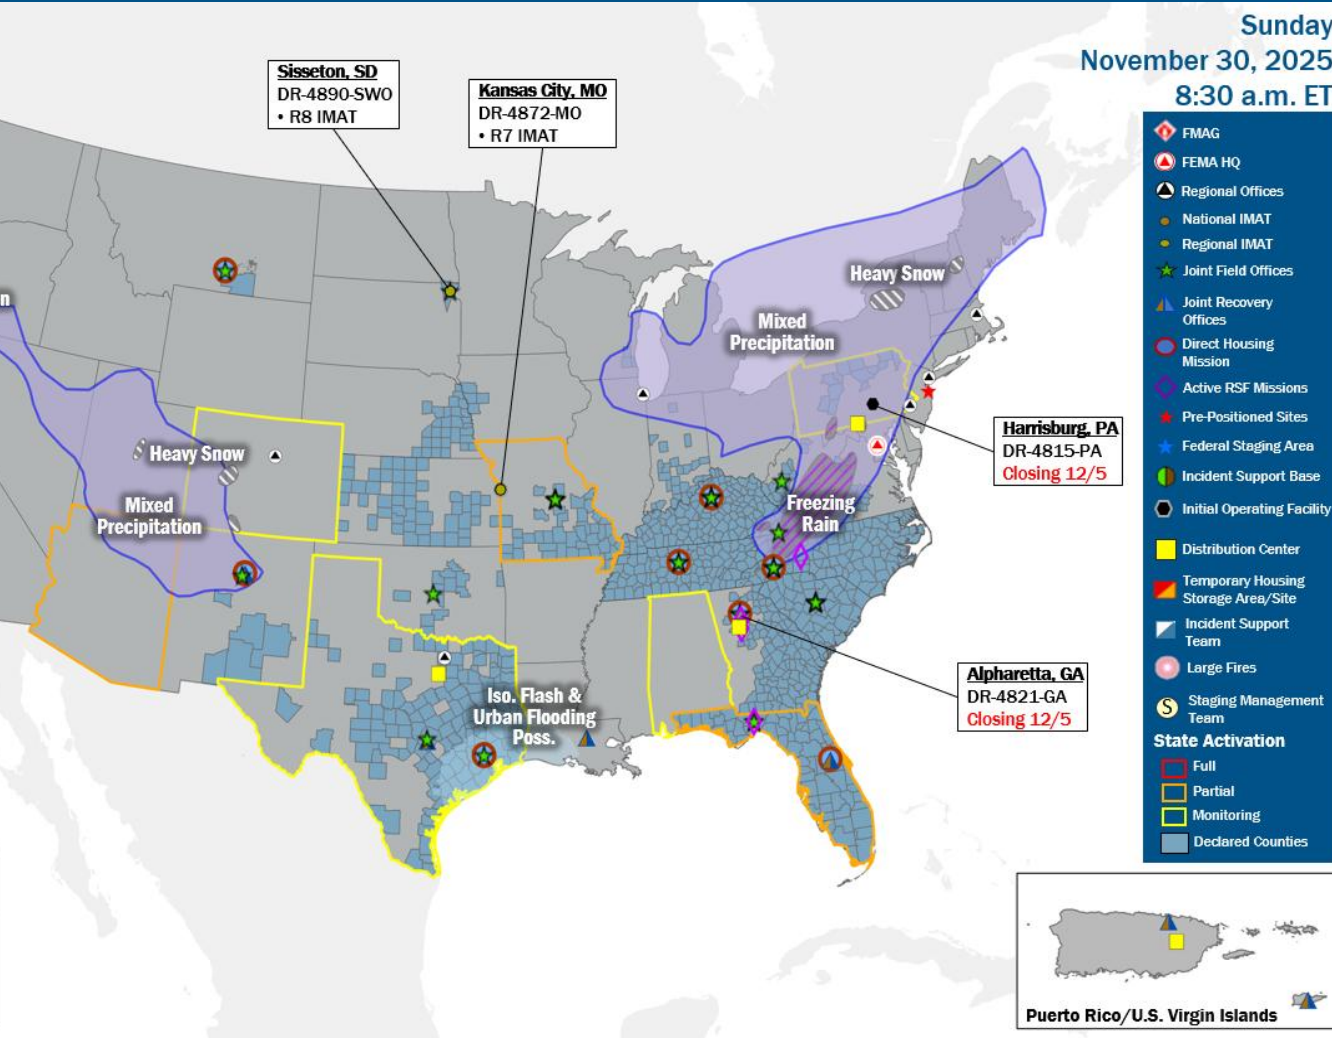 Sunday
November 30, 2025
8:30 a.m. ET
Sisseton, SD
DR-4890-SWO
• R8 IMAT
Kansas City, MO
DR-4872-MO
• R7 IMAT
n
Heavy Snow
Mixed
Precipitation
Heavy Snow
Mixed
Precipitation
Freezing
Rain
Iso. Flash &
Urban Flooding
Poss.
Harrisburg, PA
DR-4815-PA
Closing 12/5
Alpharetta, GA
DR-4821-GA
Closing 12/5
FMAG
FEMA HQ
Regional Offices
National IMAT
Regional IMAT
Joint Field Offices
Joint Recovery
Offices
Direct Housing
Mission
Active RSF Missions
Pre-Positioned Sites
Federal Staging Area
Incident Support Base
Initial Operating Facility
Distribution Center
Temporary Housing
Storage Area/Site
Incident Support
Team
Large Fires
S
Staging Management
Team
State Activation
Full
Partial
Monitoring
Declared Counties
Puerto Rico/U.S. Virgin Islands